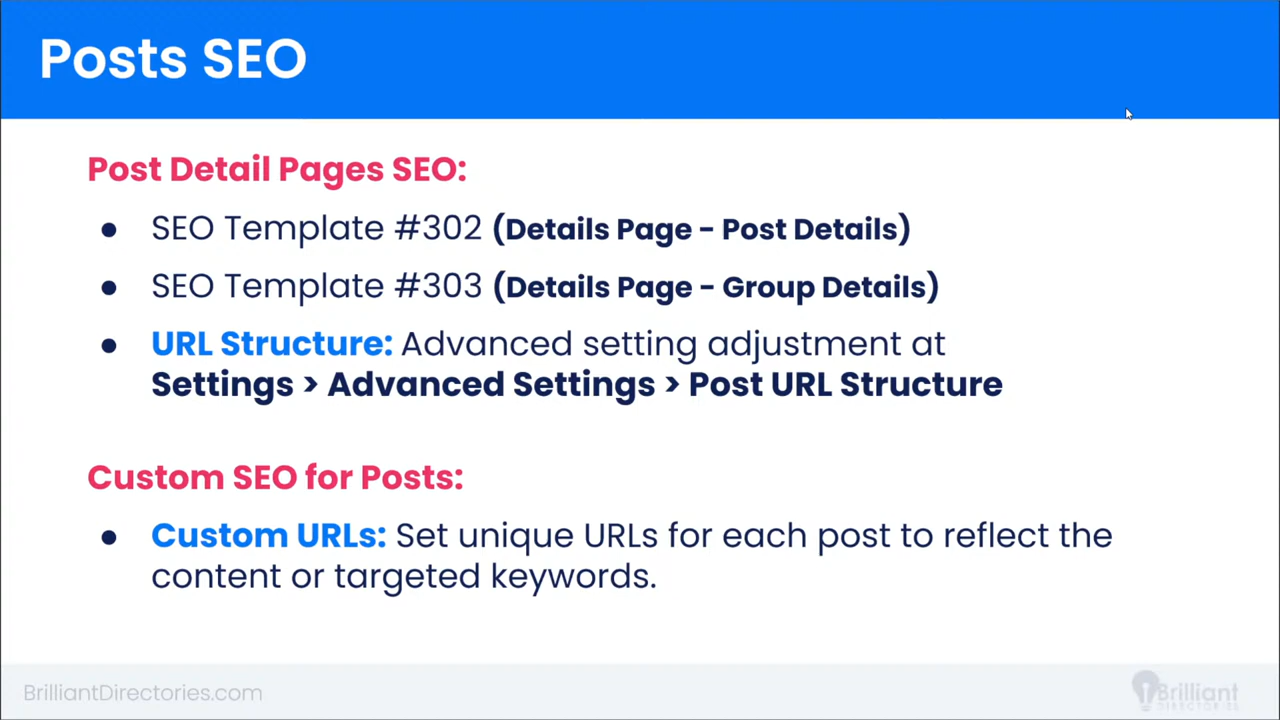 Posts SEO
Post Detail Pages SEO:
● SEO Template #302 (Details Page - Post Details)
● SEO Template #303 (Details Page - Group Details)
● URL Structure: Advanced setting adjustment at
Settings > Advanced Settings > Post URL Structure
Custom SEO for Posts:
● Custom URLs: Set unique URLs for each post to reflect the
content or targeted keywords.
BrilliantDirectories.com
Brilliant
DIRECTORIES